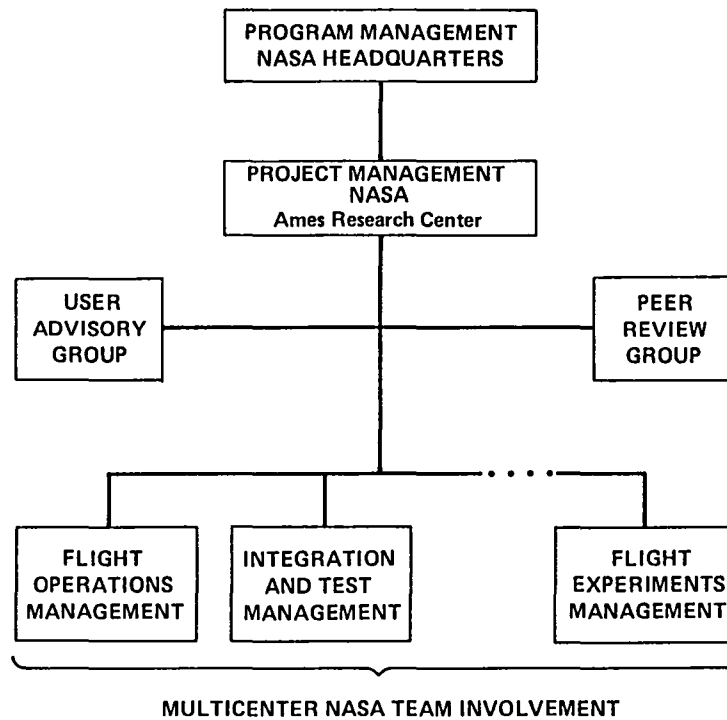 PROGRAM MANAGEMENT
NASA HEADQUARTERS
PROJECT MANAGEMENT
NASA
Ames Research Center
USER
ADVISORY
GROUP
PEER
REVIEW
GROUP
FLIGHT
OPERATIONS
MANAGEMENT
INTEGRATION
AND TEST
MANAGEMENT
FLIGHT
EXPERIMENTS
MANAGEMENT
MULTICENTER NASA TEAM INVOLVEMENT